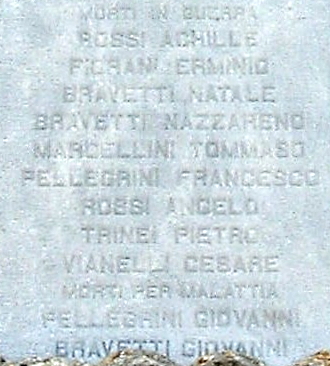 MORTI IN GUERRA
ROSSI ACHILLE
FIORANI ERMINIO
BRAVETTI NATALE
BRAVETTI NAZZARENO
MARCELLINI TOMMASO
PELLEGRINI FRANCESCO
ROSSI ANGELO
TRINEI PIETRO
VIANELLI CESARE
MORTI PER MALATTIA
PELLEGRINI GIOVANNI
BRAVETTI GIOVANNI